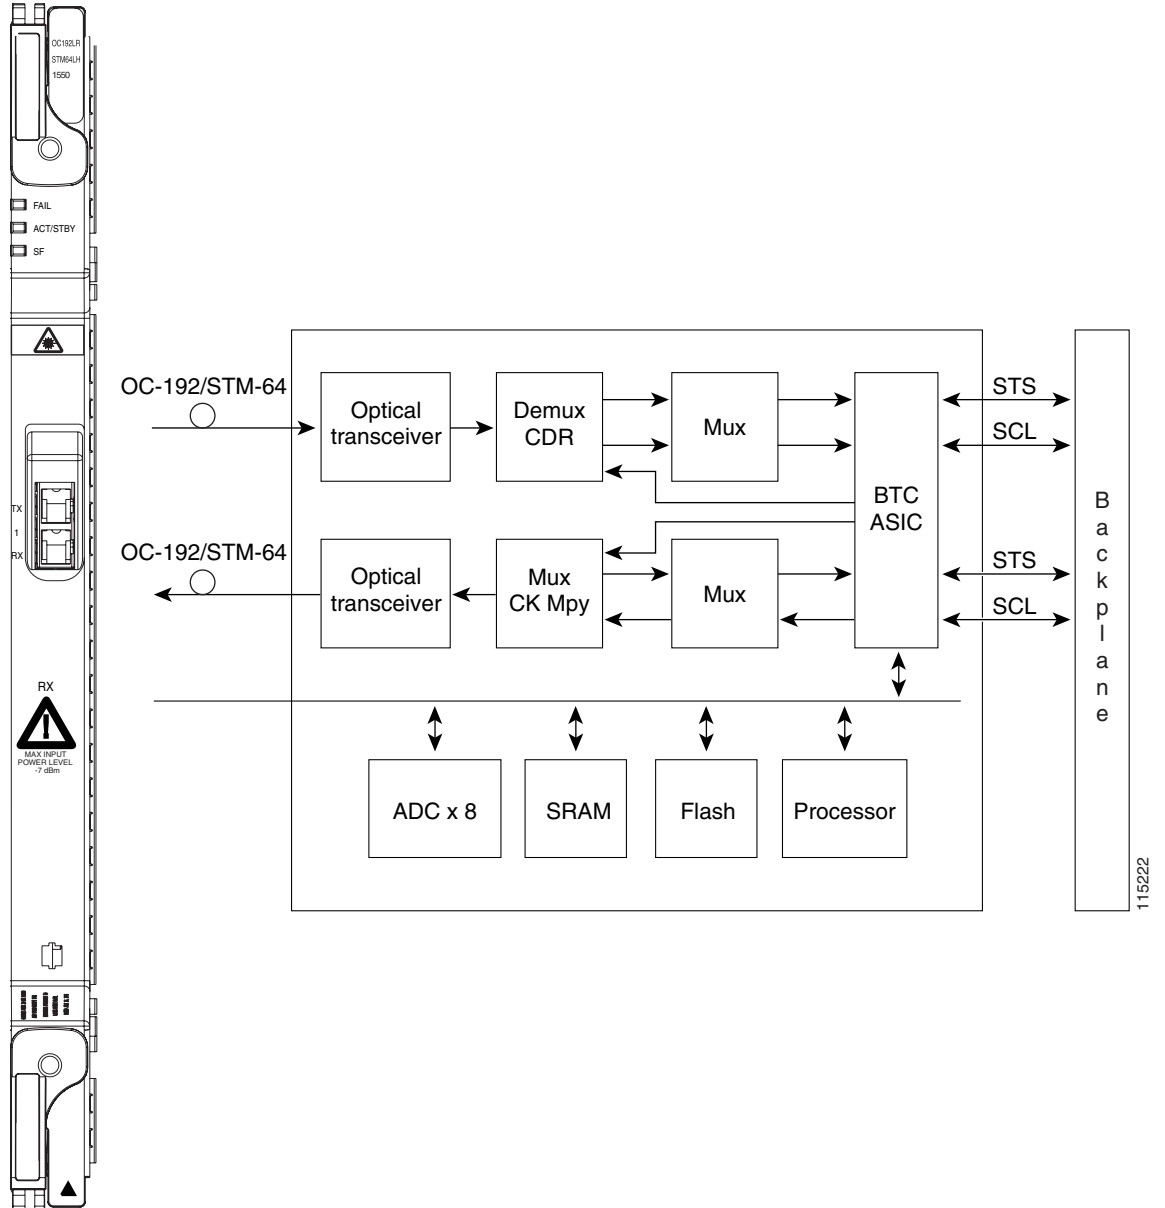 OC192LR
STM64LH
1550
FAIL
ACT/STBY
SF
TX
1
RX
RX
MAX INPUT
POWER LEVEL
-7 dBm
OC-192/STM-64
Optical
transceiver
Demux
CDR
Mux
BTC
ASIC
STS
SCL
OC-192/STM-64
Optical
transceiver
Mux
CK Mpy
Mux
STS
SCL
ADC x 8
SRAM
Flash
Processor
Backplane
115222